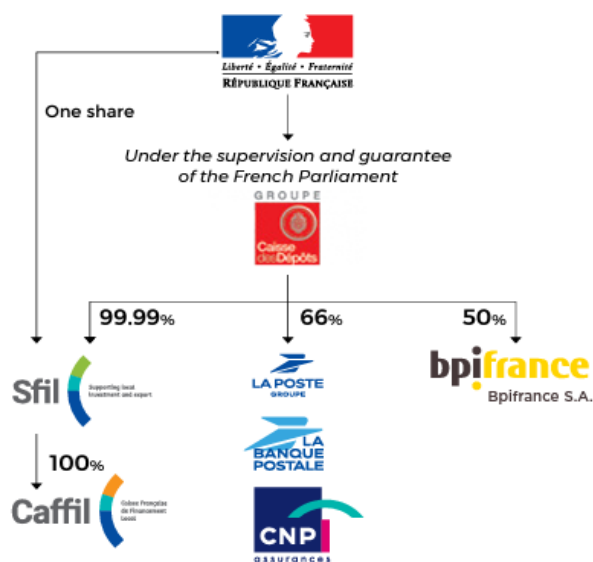 Liberté • Égalité • Fraternité
RÉPUBLIQUE FRANÇAISE
One share
Under the supervision and guarantee
of the French Parliament
GROUPE
Caisse
des Dépôts
99.99%
66%
50%
Sfil
Supporting local
investment and export
LA POSTE
GROUPE
bpifrance
Bpifrance S.A.
LA
BANQUE
POSTALE
100%
Caffil
Caisse Française
de Financement
Local
CNP
assurances